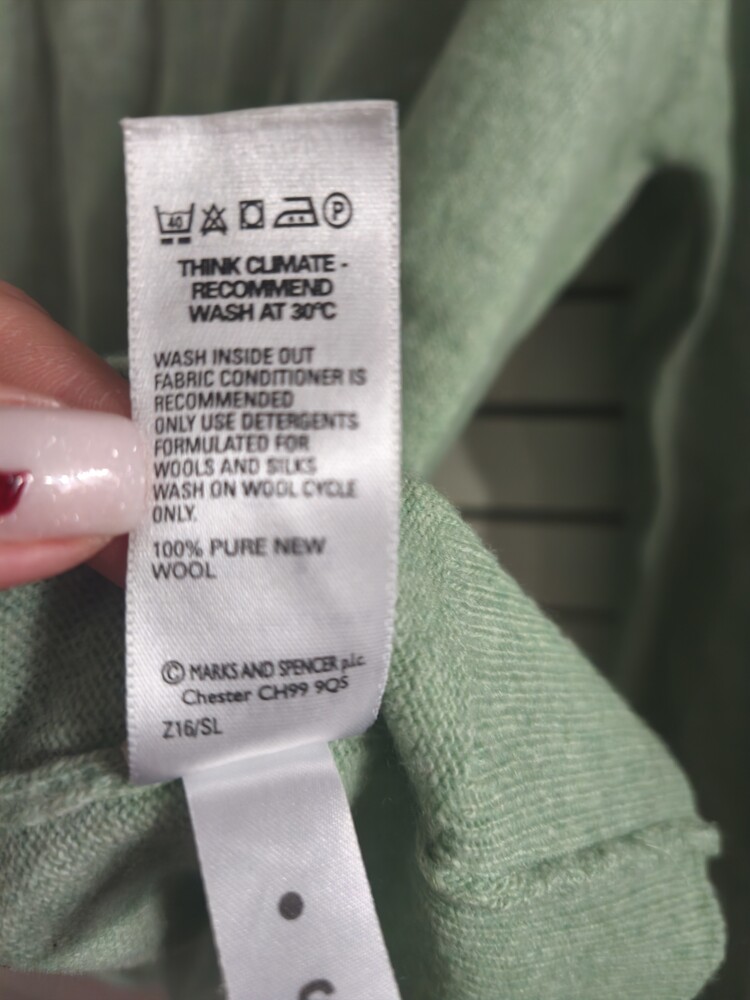 40 P
THINK CLIMATE -
RECOMMEND
WASH AT 30°C
WASH INSIDE OUT
FABRIC CONDITIONER IS
RECOMMENDED
ONLY USE DETERGENTS
FORMULATED FOR
WOOLS AND SILKS
WASH ON WOOL CYCLE
ONLY.
100% PURE NEW
WOOL
© MARKS AND SPENCER p.l.c.
Chester CH99 9QS
Z16/SL